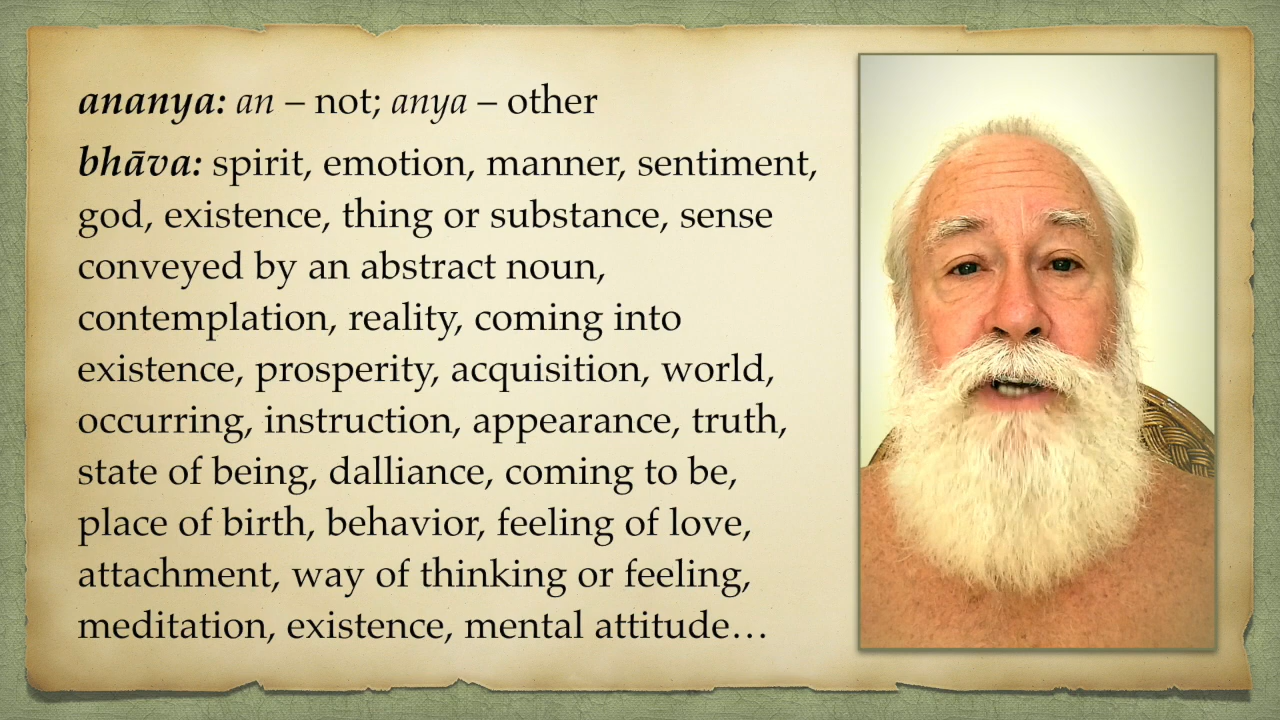 ananya: an – not; anya – other
bhāva: spirit, emotion, manner, sentiment,
god, existence, thing or substance, sense
conveyed by an abstract noun,
contemplation, reality, coming into
existence, prosperity, acquisition, world,
occurring, instruction, appearance, truth,
state of being, dalliance, coming to be,
place of birth, behavior, feeling of love,
attachment, way of thinking or feeling,
meditation, existence, mental attitude…